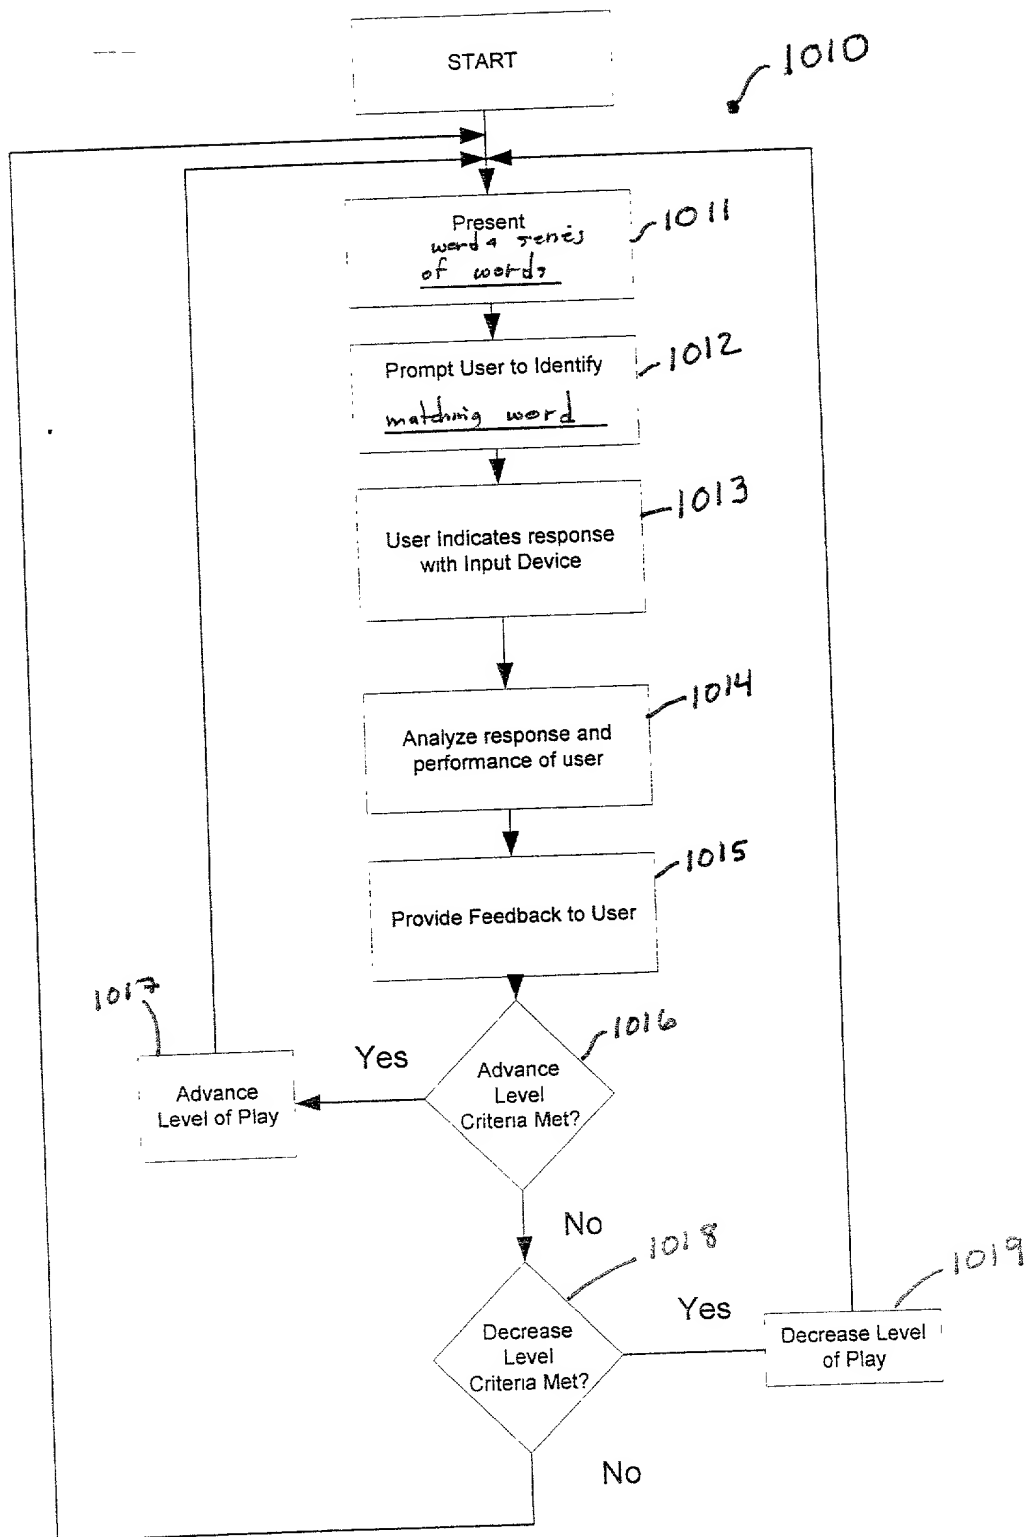 START
1010
Present
word & series
of words
1011
Prompt User to Identify
matching word
1012
User Indicates response
with Input Device
1013
Analyze response and
performance of user
1014
Provide Feedback to User
1015
Advance
Level
Criteria Met?
1016
Yes
Advance
Level of Play
1017
No
Decrease
Level
Criteria Met?
1018
Yes
Decrease Level
of Play
1019
No